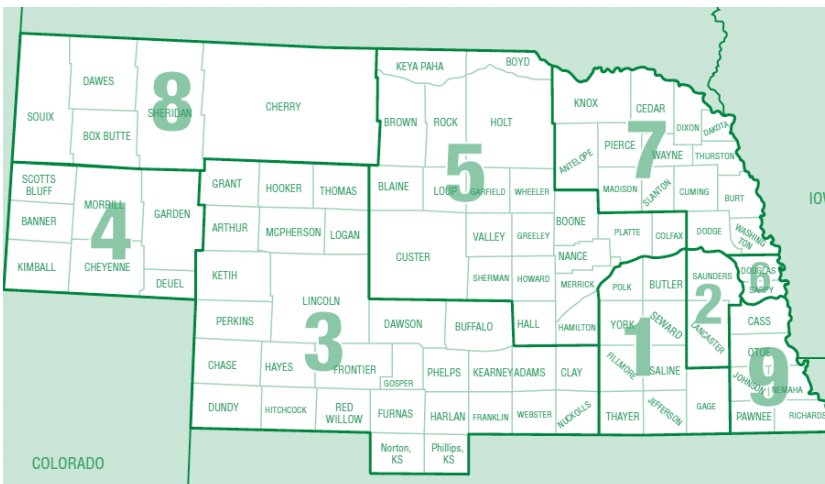 KEYA PAHA
BOYD
DAWES
8
SHERIDAN
CHERRY
SOUIX
BOX BUTTE
BROWN
ROCK
HOLT
KNOX
CEDAR
DIXON
DAKOTA
PIERCE
7
WAYNE
THURSTON
ANTELOPE
MADISON
SLANTON
CUMING
BURT
SCOTTS
BLUFF
MORRILL
GARDEN
BANNER
4
KIMBALL
CHEYENNE
DEUEL
GRANT
HOOKER
THOMAS
BLAINE
LOUP
5
GARFIELD
WHEELER
BOONE
PLATTE
COLFAX
DODGE
WASHING
TON
ARTHUR
MCPHERSON
LOGAN
CUSTER
VALLEY
GREELEY
NANCE
KETIH
LINCOLN
SHERMAN
HOWARD
MERRICK
POLK
BUTLER
SAUNDERS
DOUGLAS
6
SARPY
PERKINS
DAWSON
BUFFALO
HALL
HAMILTON
YORK
SEWARD
2
LANCASTER
CASS
OTOE
CHASE
HAYES
3
FRONTIER
GOSPER
PHELPS
KEARNEY
ADAMS
CLAY
FILLMORE
1
SALINE
JOHNSON
9
NEMAHA
DUNDY
HITCHCOCK
RED
WILLOW
FURNAS
HARLAN
FRANKLIN
WEBSTER
NUCKOLLS
THAYER
JEFFERSON
GAGE
PAWNEE
RICHARDS
Norton,
KS
Phillips,
KS
COLORADO
IOW